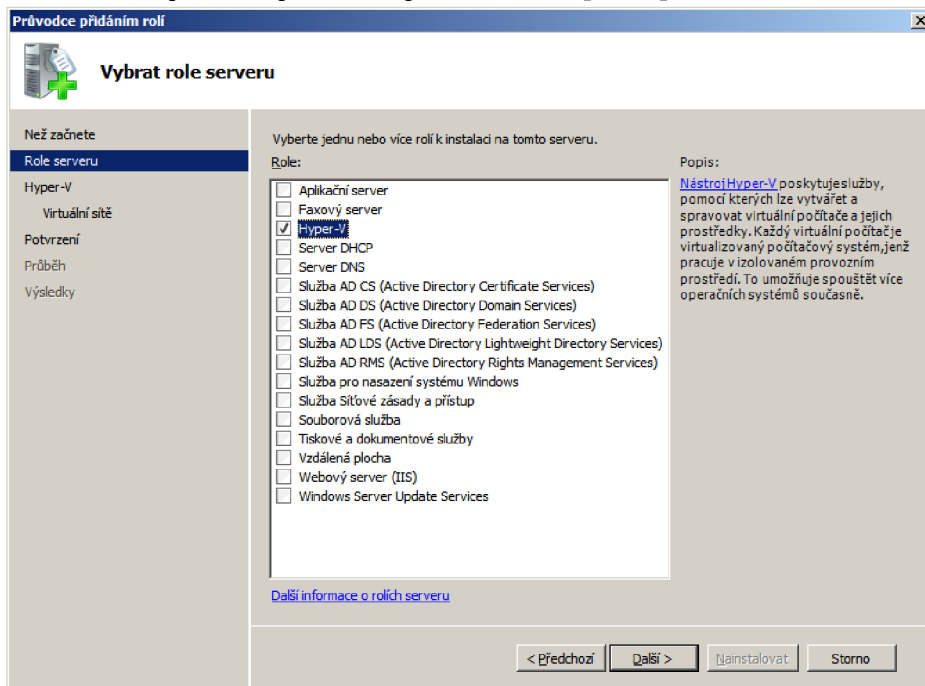 Průvodce přidáním rolí
Vybrat role serveru
Než začnete
Role serveru
Hyper-V
Virtuální sítě
Potvrzení
Průběh
Výsledky
Vyberte jednu nebo více rolí k instalaci na tomto serveru.
Role:
Aplikační server
Faxový server
Hyper-V
Server DHCP
Server DNS
Služba AD CS (Active Directory Certificate Services)
Služba AD DS (Active Directory Domain Services)
Služba AD FS (Active Directory Federation Services)
Služba AD LDS (Active Directory Lightweight Directory Services)
Služba AD RMS (Active Directory Rights Management Services)
Služba pro nasazení systému Windows
Služba Síťové zásady a přístup
Souborová služba
Tiskové a dokumentové služby
Vzdálená plocha
Webový server (IIS)
Windows Server Update Services
Další informace o rolích serveru
Popis:
Nástroj Hyper-V poskytuje služby,
pomocí kterých lze vytvářet a
spravovat virtuální počítače a jejich
prostředky. Každý virtuální počítač je
virtualizovaný počítačový systém, jenž
pracuje v izolovaném provozním
prostředí. To umožňuje spouštět více
operačních systémů současně.
< Předchozí
Další >
Nainstalovat
Storno